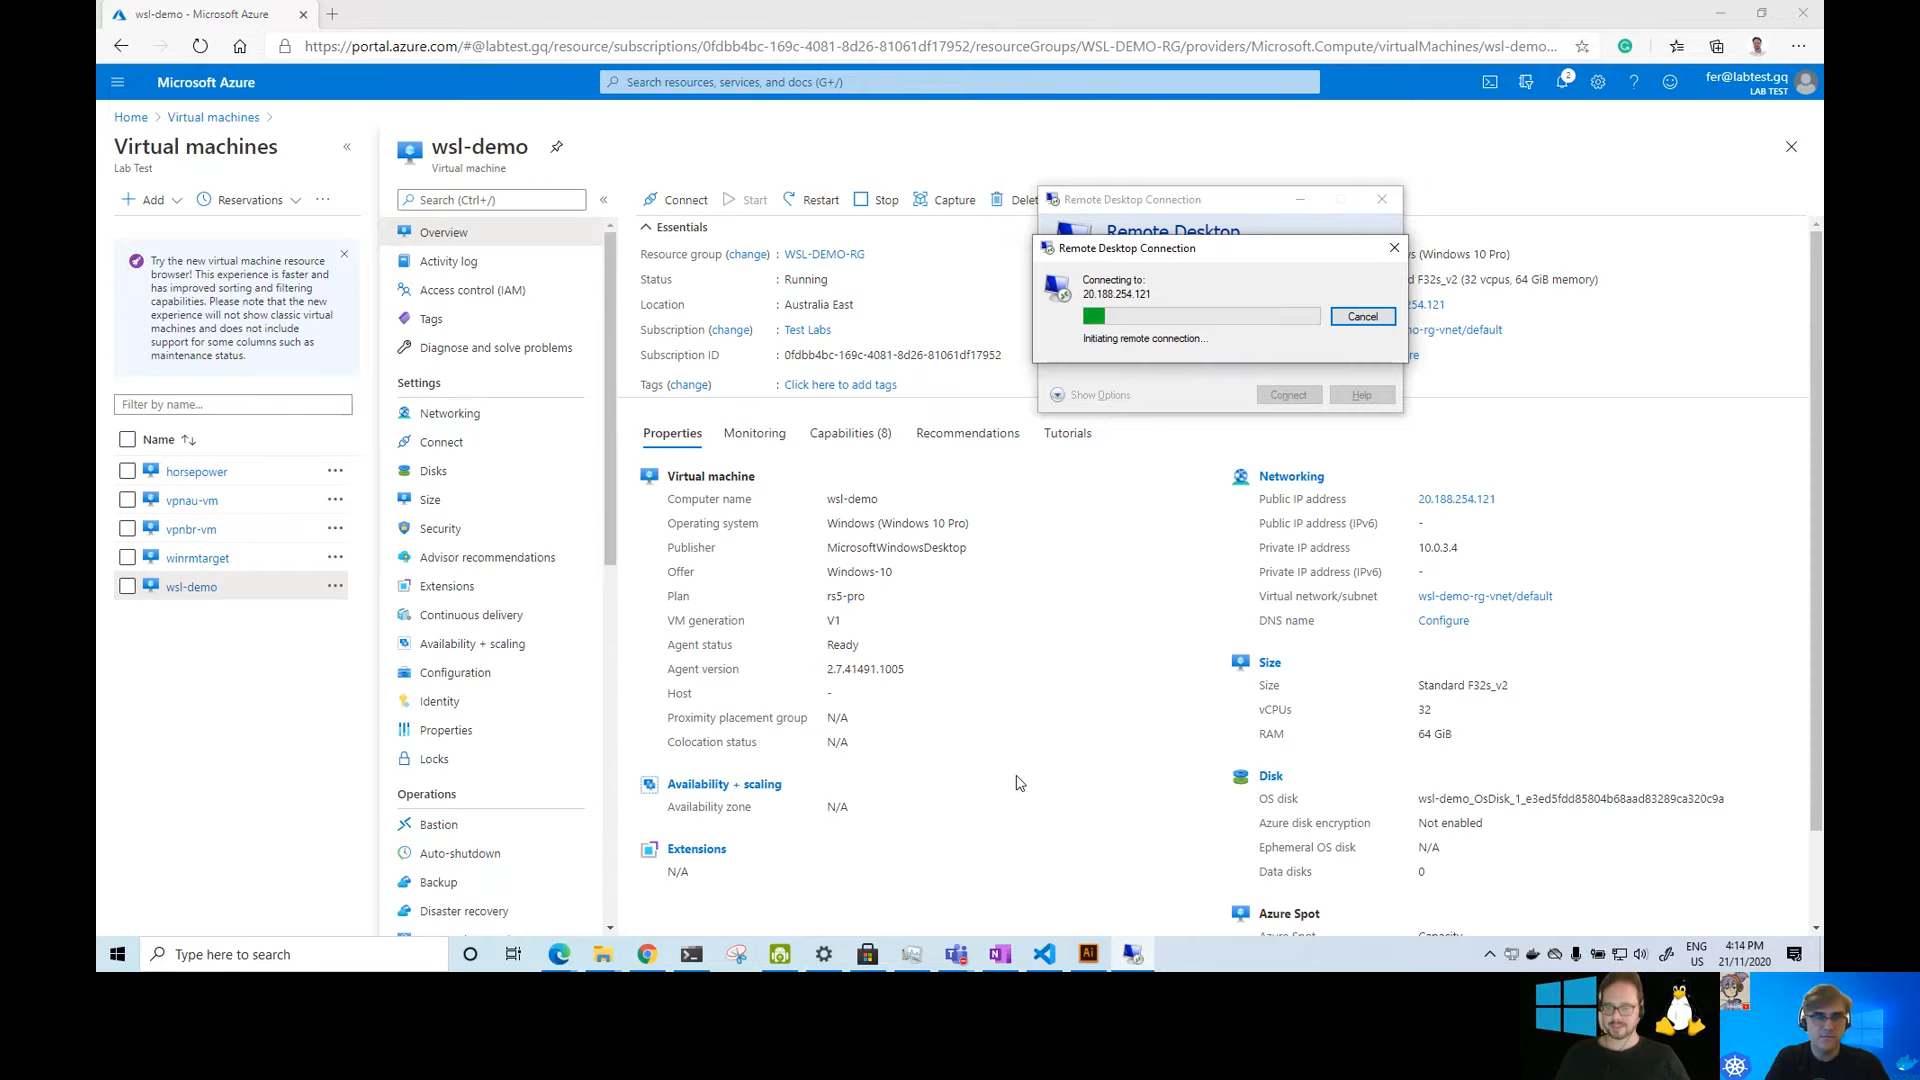 wsl-demo - Microsoft Azure
https://portal.azure.com/#@labtest.gq/resource/subscriptions/0fdbb4bc-169c-4081-8d26-81061df17952/resourceGroups/WSL-DEMO-RG/providers/Microsoft.Compute/virtualMachines/wsl-demo...
Microsoft Azure
Search resources, services, and docs (G+/)
2
fer@labtest.gq
LAB TEST
Home > Virtual machines >
Virtual machines
Lab Test
Add
Reservations
Try the new virtual machine resource
browser! This experience is faster and
has improved sorting and filtering
capabilities. Please note that the new
experience will not show classic virtual
machines and does not include
support for some columns such as
maintenance status.
Filter by name...
Name
horsepower
vpnau-vm
vpnbr-vm
winrmtarget
wsl-demo
wsl-demo
Virtual machine
Search (Ctrl+/)
Overview
Activity log
Access control (IAM)
Tags
Diagnose and solve problems
Settings
Networking
Connect
Disks
Size
Security
Advisor recommendations
Extensions
Continuous delivery
Availability + scaling
Configuration
Identity
Properties
Locks
Operations
Bastion
Auto-shutdown
Backup
Disaster recovery
Connect
Start
Restart
Stop
Capture
Delet
Essentials
Resource group (change) : WSL-DEMO-RG
Status : Running
Location : Australia East
Subscription (change) : Test Labs
Subscription ID : 0fdbb4bc-169c-4081-8d26-81061df17952
Tags (change) : Click here to add tags
s (Windows 10 Pro)
F32s_v2 (32 vcpus, 64 GiB memory)
54.121
o-rg-vnet/default
re
Remote Desktop Connection
Remote Desktop
Remote Desktop Connection
Connecting to:
20.188.254.121
Cancel
Initiating remote connection...
Show Options
Connect
Help
Properties
Monitoring
Capabilities (8)
Recommendations
Tutorials
Virtual machine
Computer name wsl-demo
Operating system Windows (Windows 10 Pro)
Publisher MicrosoftWindowsDesktop
Offer Windows-10
Plan rs5-pro
VM generation V1
Agent status Ready
Agent version 2.7.41491.1005
Host -
Proximity placement group N/A
Colocation status N/A
Availability + scaling
Availability zone N/A
Extensions
N/A
Networking
Public IP address 20.188.254.121
Public IP address (IPv6) -
Private IP address 10.0.3.4
Private IP address (IPv6) -
Virtual network/subnet wsl-demo-rg-vnet/default
DNS name Configure
Size
Size Standard F32s_v2
vCPUs 32
RAM 64 GiB
Disk
OS disk wsl-demo_OsDisk_1_e3ed5fdd85804b68aad83289ca320c9a
Azure disk encryption Not enabled
Ephemeral OS disk N/A
Data disks 0
Azure Spot
Azure Spot Capacity
Type here to search
Ai
ENG
US
4:14 PM
21/11/2020